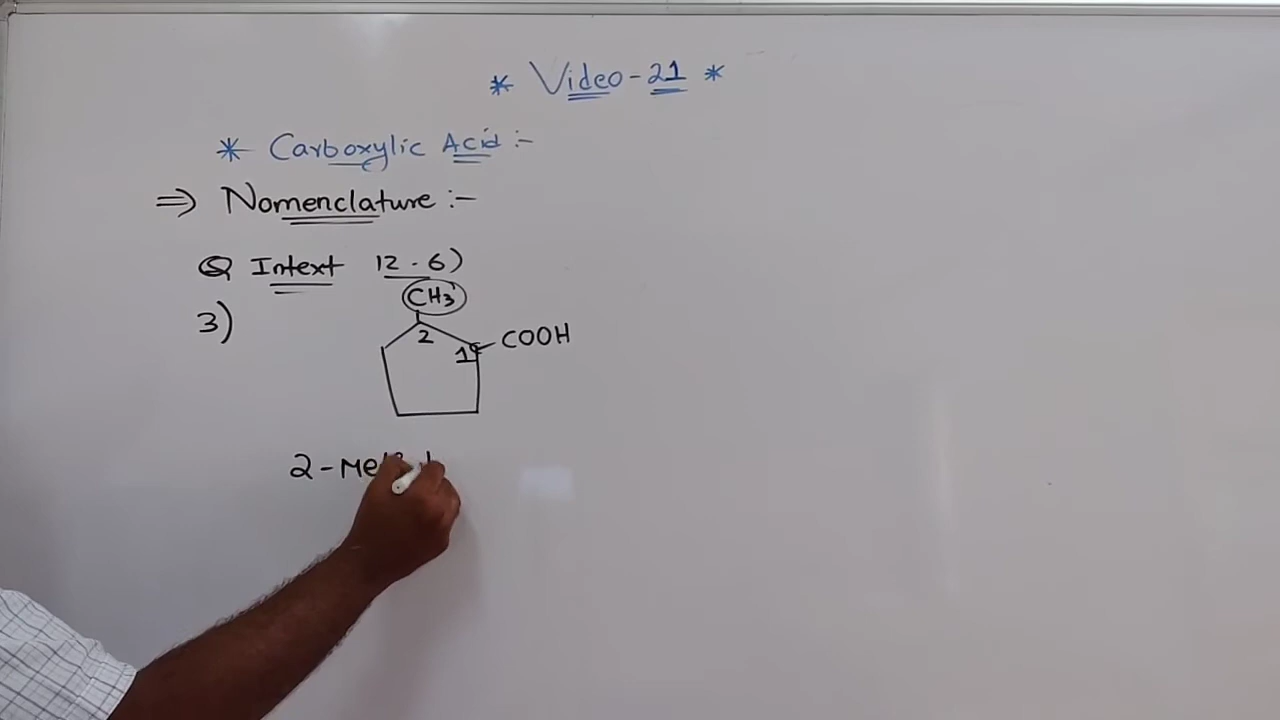 * Video-21 *
* Carboxylic Acid :-
⇒ Nomenclature :-
Q Intext 12.6)
CH3
3)
2
1
COOH
2-Me